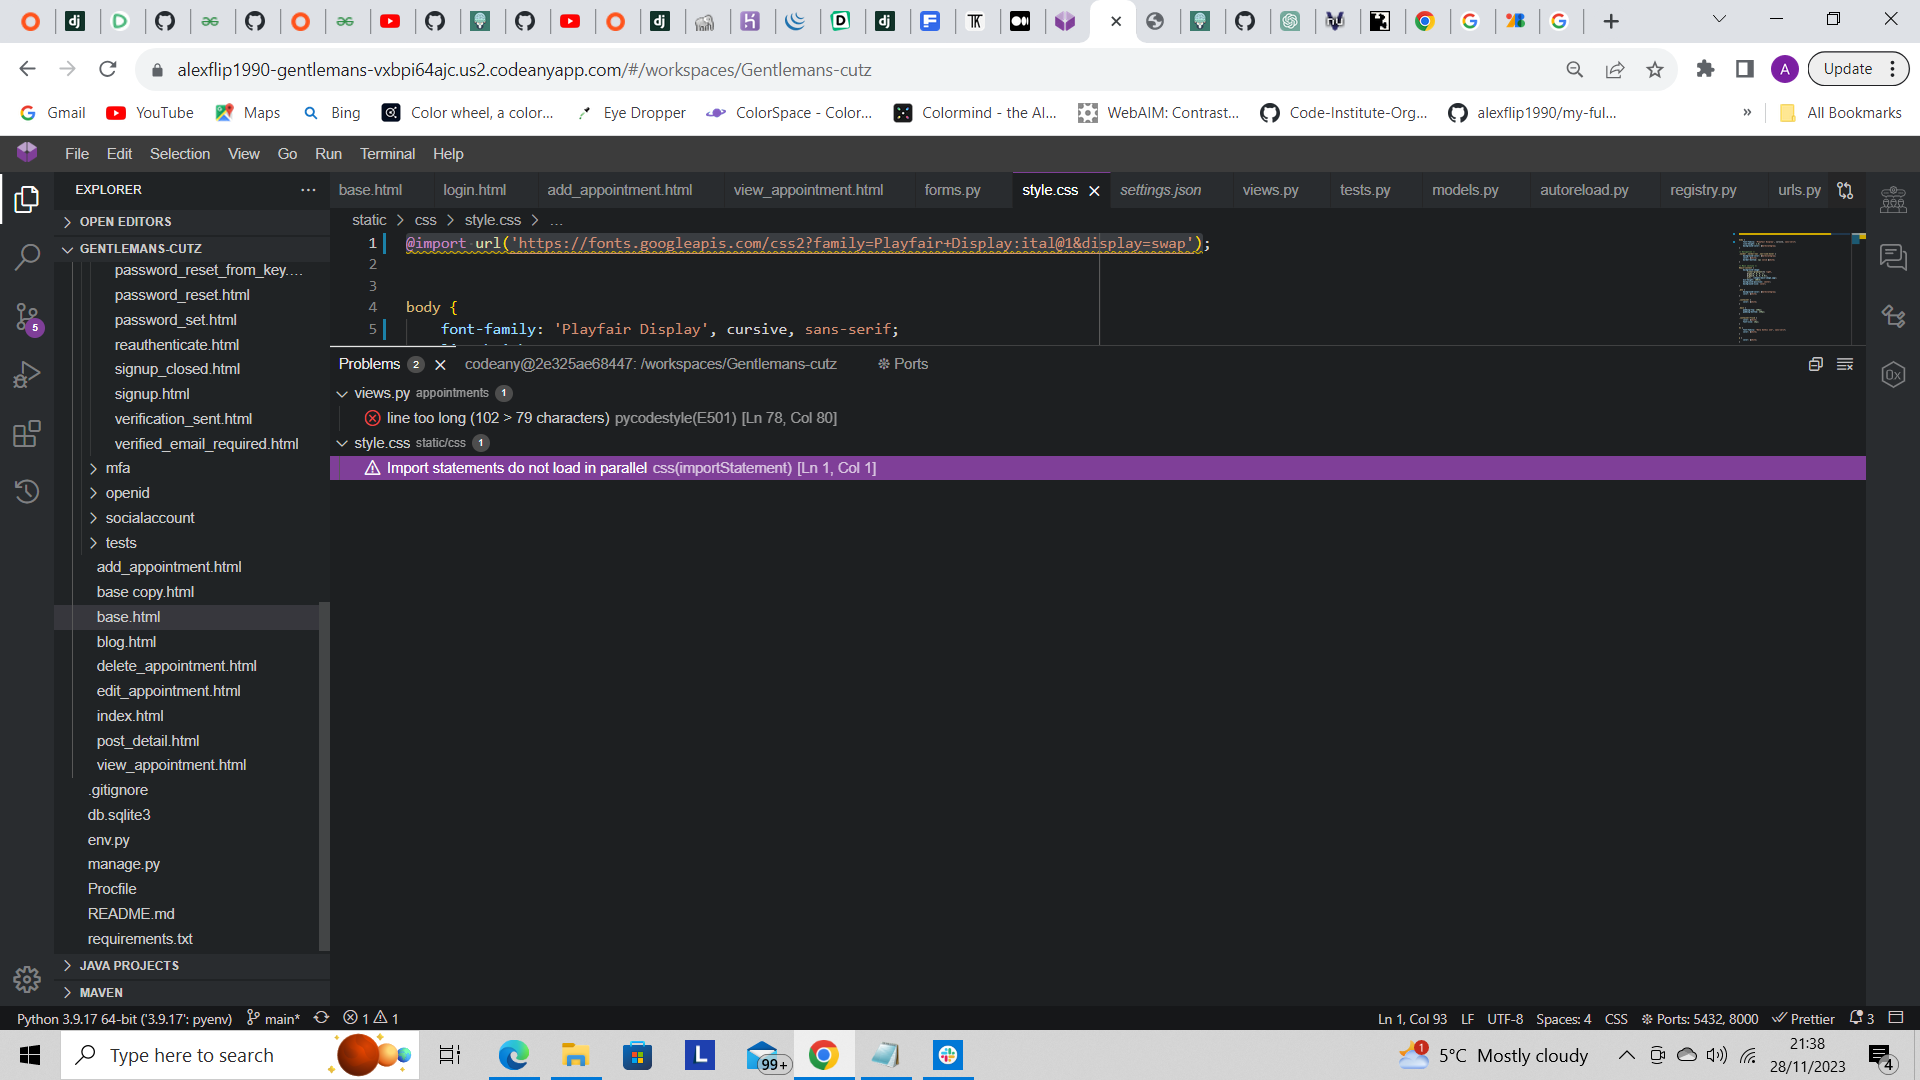 alexflip1990-gentlemans-vxbpi64ajc.us2.codeanyapp.com/#/workspaces/Gentlemans-cutz
A
Update
Gmail YouTube Maps Bing Color wheel, a color... Eye Dropper ColorSpace - Color... Colormind - the AI... WebAIM: Contrast... Code-Institute-Org... alexflip1990/my-ful... » All Bookmarks
File Edit Selection View Go Run Terminal Help
EXPLORER
base.html login.html add_appointment.html view_appointment.html forms.py style.css settings.json views.py tests.py models.py autoreload.py registry.py urls.py
OPEN EDITORS
GENTLEMANS-CUTZ
password_reset_from_key....
password_reset.html
password_set.html
reauthenticate.html
signup_closed.html
signup.html
verification_sent.html
verified_email_required.html
mfa
openid
socialaccount
tests
add_appointment.html
base copy.html
base.html
blog.html
delete_appointment.html
edit_appointment.html
index.html
post_detail.html
view_appointment.html
.gitignore
db.sqlite3
env.py
manage.py
Procfile
README.md
requirements.txt
JAVA PROJECTS
MAVEN
5
static > css > style.css > ...
1 @import url('https://fonts.googleapis.com/css2?family=Playfair+Display:ital@1&display=swap');
2
3
4 body {
5 font-family: 'Playfair Display', cursive, sans-serif;
Problems 2 codeany@2e325ae68447: /workspaces/Gentlemans-cutz Ports
views.py appointments 1
line too long (102 > 79 characters) pycodestyle(E501) [Ln 78, Col 80]
style.css static/css 1
Import statements do not load in parallel css(importStatement) [Ln 1, Col 1]
Python 3.9.17 64-bit ('3.9.17': pyenv) main* 1 1 Ln 1, Col 93 LF UTF-8 Spaces: 4 CSS Ports: 5432, 8000 Prettier 3
Type here to search
99+
1
5°C Mostly cloudy
21:38
28/11/2023
4